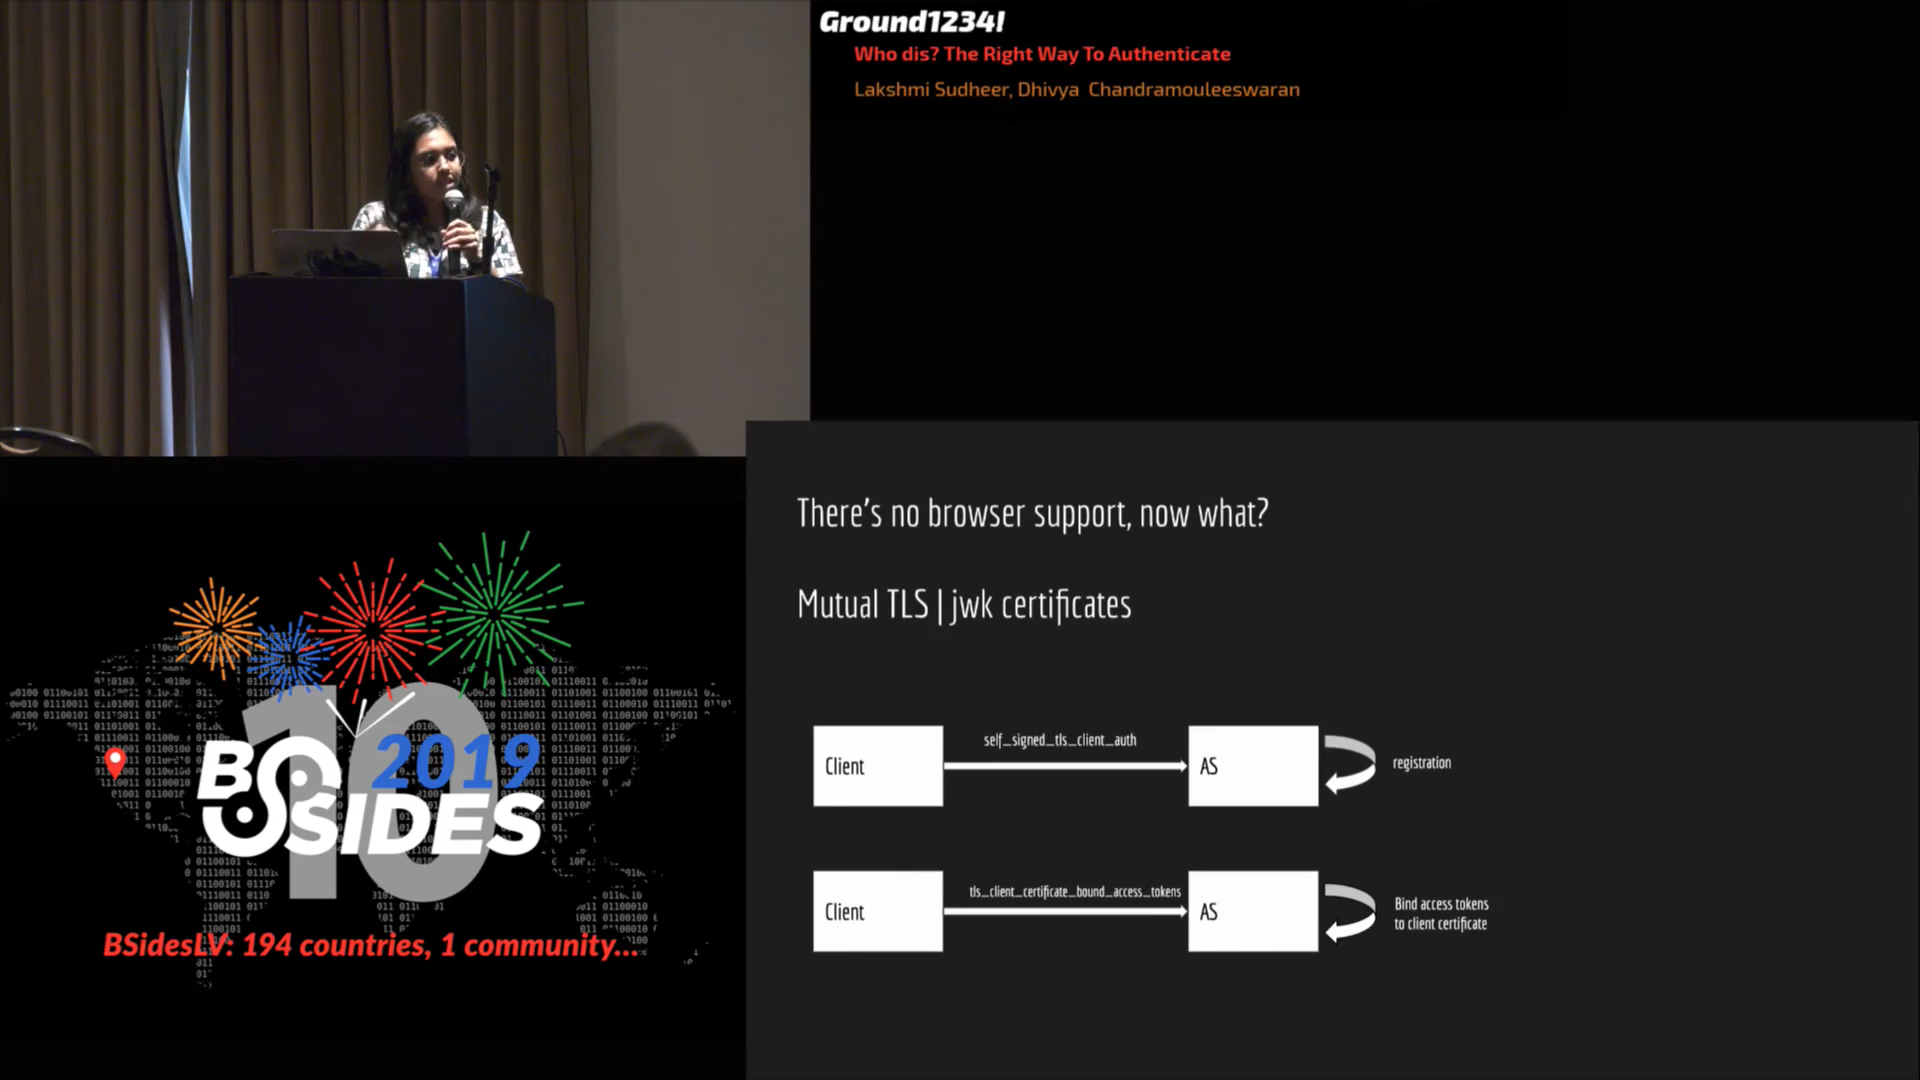 Ground1234!
Who dis? The Right Way To Authenticate
Lakshmi Sudheer, Dhivya Chandramouleeswaran
There's no browser support, now what?
Mutual TLS | jwk certificates
Client
self_signed_tls_client_auth
AS
registration
Client
tls_client_certificate_bound_access_tokens
AS
Bind access tokens
to client certificate
10
2019
BSIDES
BSidesLV: 194 countries, 1 community...